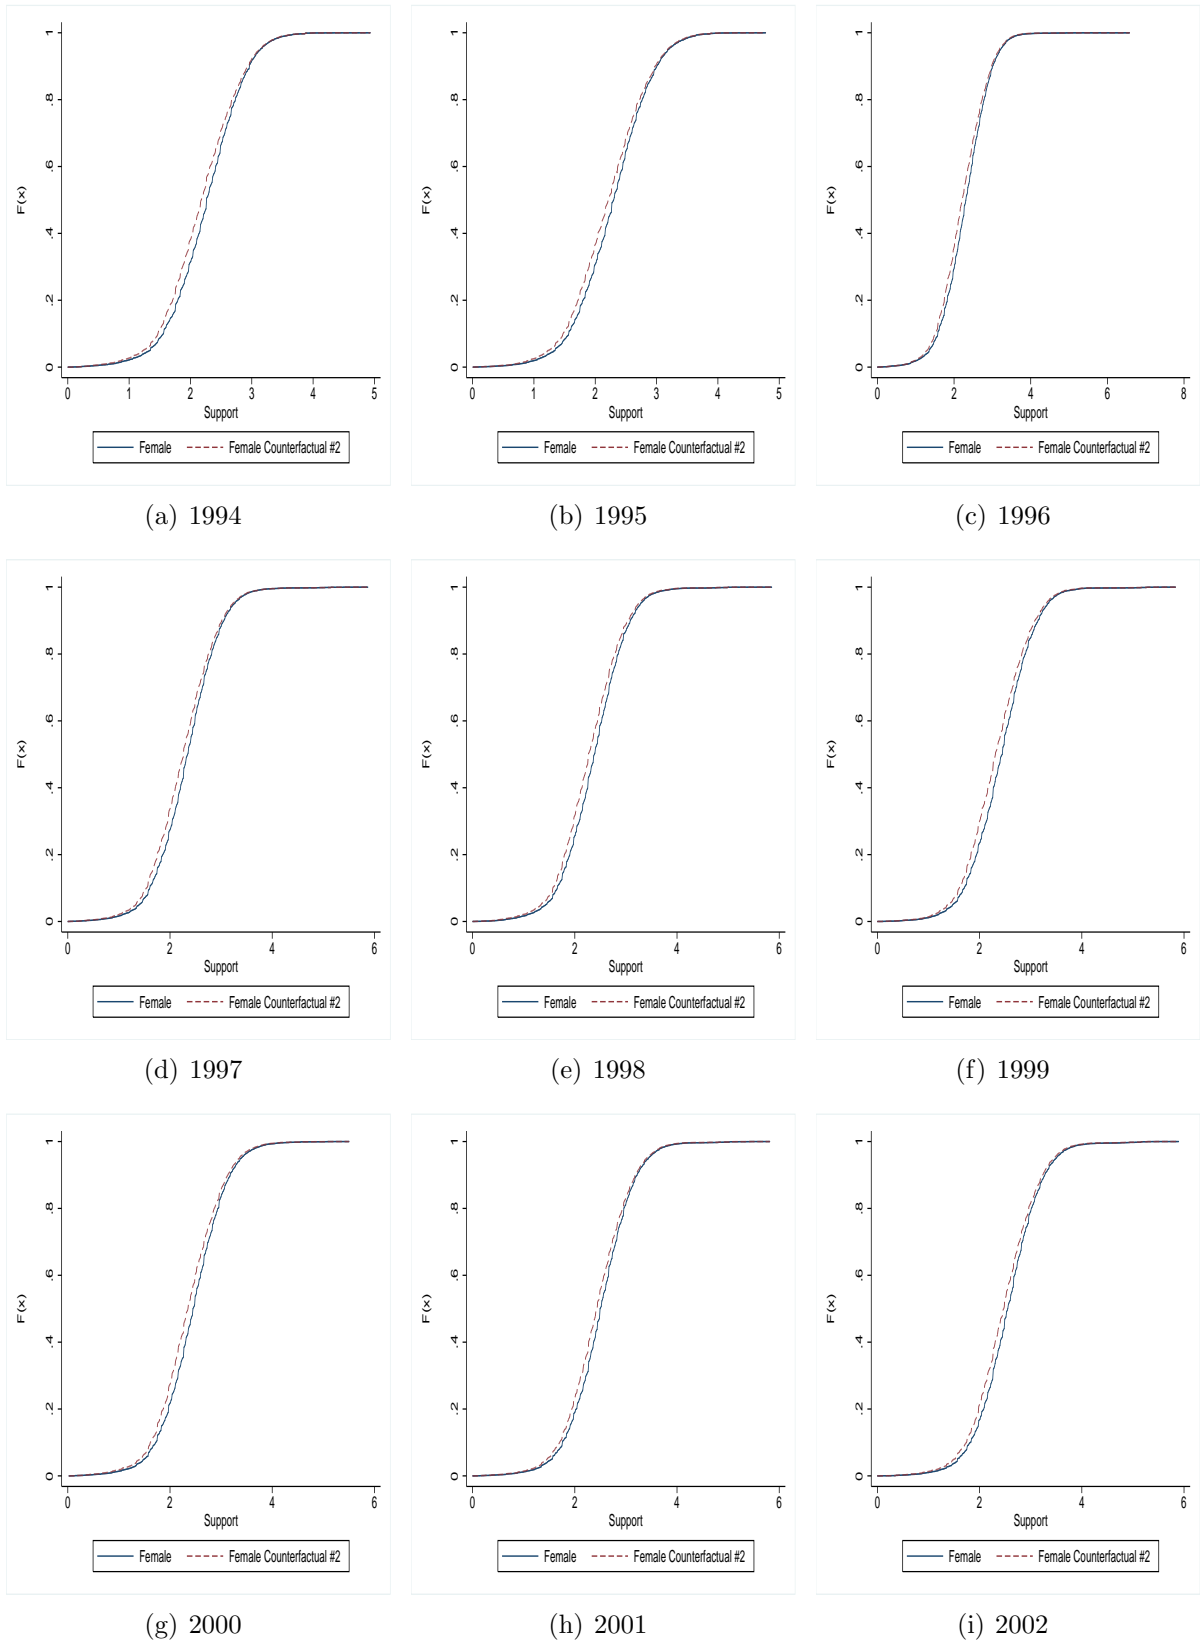 F(x)
1
.8
.6
.4
.2
0
0 1 2 3 4 5
Support
Female Female Counterfactual #2
(a) 1994
F(x)
1
.8
.6
.4
.2
0
0 1 2 3 4 5
Support
Female Female Counterfactual #2
(b) 1995
F(x)
1
.8
.6
.4
.2
0
0 2 4 6 8
Support
Female Female Counterfactual #2
(c) 1996
F(x)
1
.8
.6
.4
.2
0
0 2 4 6
Support
Female Female Counterfactual #2
(d) 1997
F(x)
1
.8
.6
.4
.2
0
0 2 4 6
Support
Female Female Counterfactual #2
(e) 1998
F(x)
1
.8
.6
.4
.2
0
0 2 4 6
Support
Female Female Counterfactual #2
(f) 1999
F(x)
1
.8
.6
.4
.2
0
0 2 4 6
Support
Female Female Counterfactual #2
(g) 2000
F(x)
1
.8
.6
.4
.2
0
0 2 4 6
Support
Female Female Counterfactual #2
(h) 2001
F(x)
1
.8
.6
.4
.2
0
0 2 4 6
Support
Female Female Counterfactual #2
(i) 2002